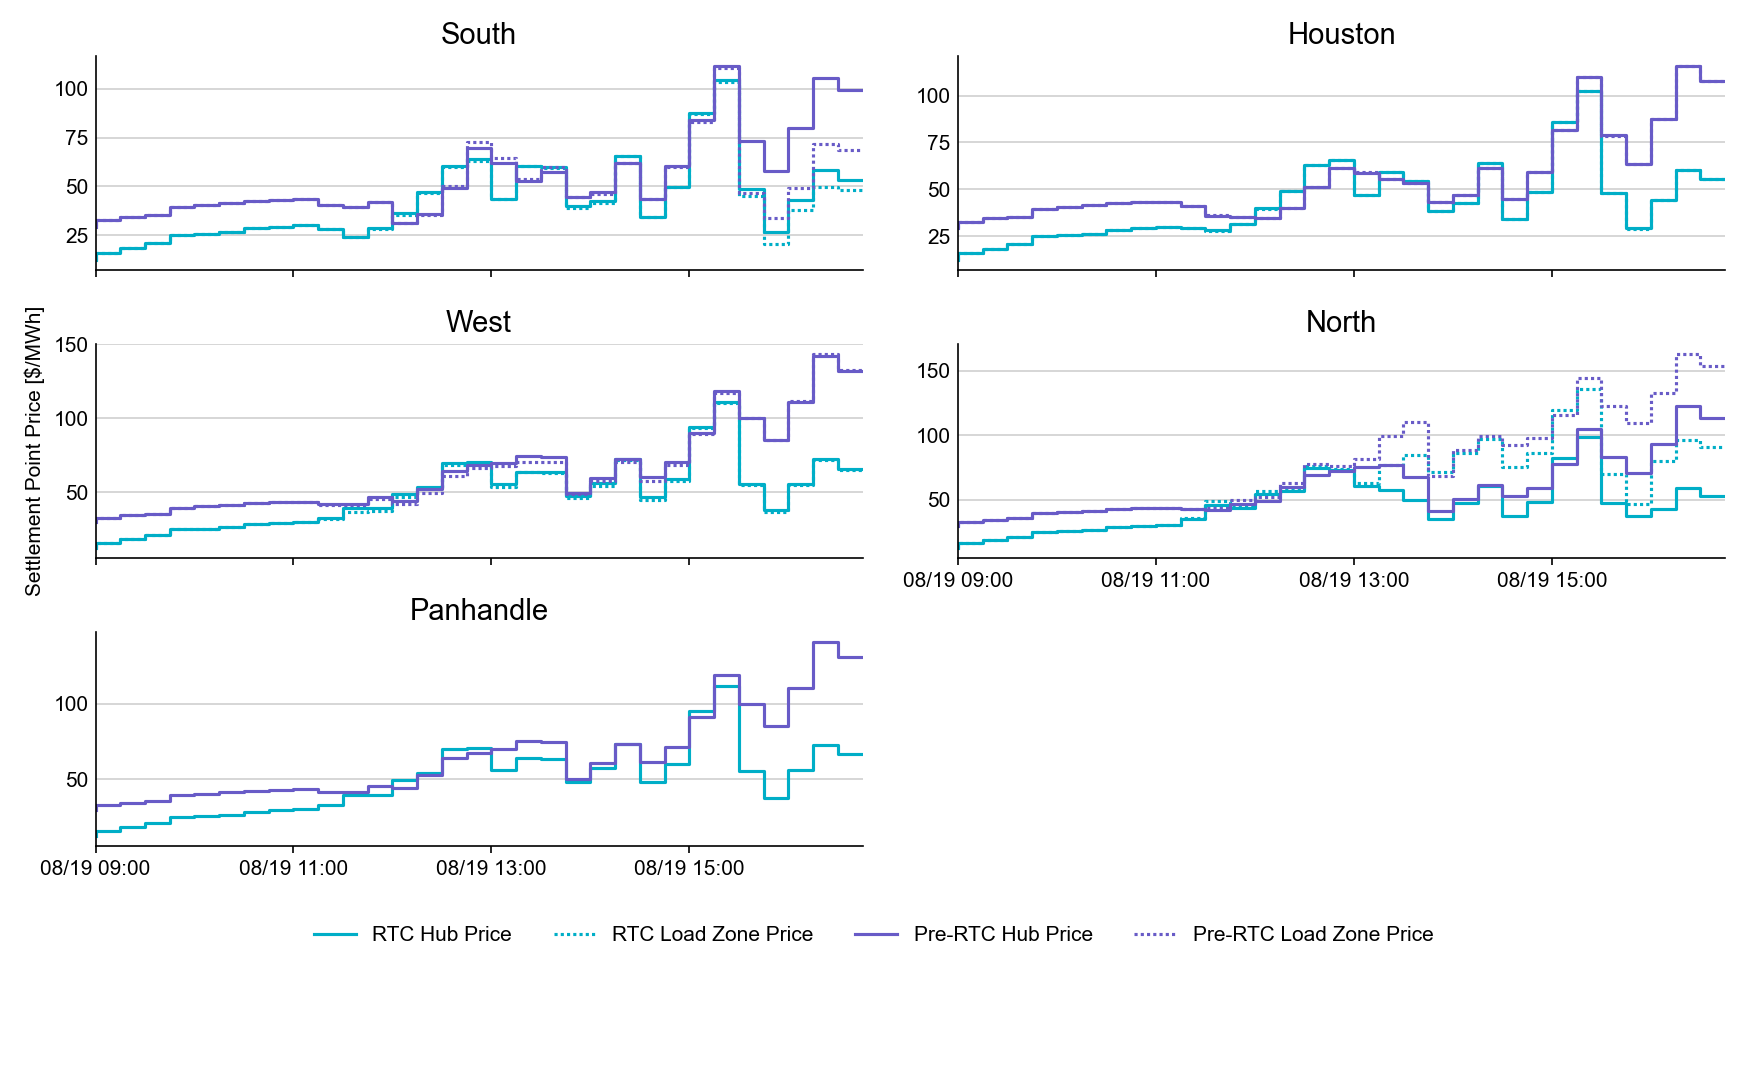 South
100
75
50
25
Houston
100
75
50
25
Settlement Point Price [$/MWh]
West
150
100
50
North
150
100
50
08/19 09:00 08/19 11:00 08/19 13:00 08/19 15:00
Panhandle
100
50
08/19 09:00 08/19 11:00 08/19 13:00 08/19 15:00
RTC Hub Price RTC Load Zone Price Pre-RTC Hub Price Pre-RTC Load Zone Price